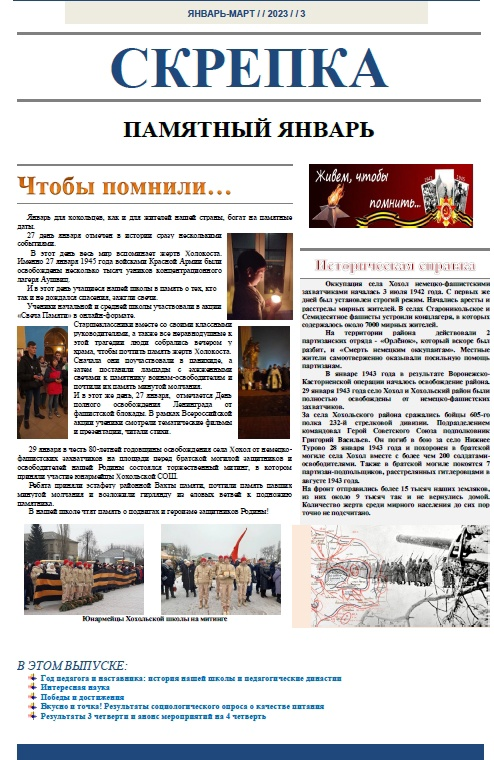 ЯНВАРЬ-МАРТ / / 2023 / / 3
СКРЕПКА
ПАМЯТНЫЙ ЯНВАРЬ
Чтобы помнили…
Январь для хохольцев, как и для жителей нашей страны, богат на памятные
даты.
27 день января отмечен в истории сразу несколькими
событиями.
В этот день весь мир вспоминает жертв Холокоста.
Именно 27 января 1945 года войсками Красной Армии были
освобождены несколько тысяч узников концентрационного
лагеря Аушвиц.
И в этот день учащиеся нашей школы в память о тех, кто
так и не дождался спасения, зажгли свечи.
Ученики начальной и средней школы участвовали в акции
«Свеча Памяти» в онлайн-формате.
Старшеклассники вместе со своими классными
руководителями, а также все неравнодушные к
этой трагедии люди собрались вечером у
храма, чтобы почтить память жертв Холокоста.
Сначала они поучаствовали в панихиде, а
затем поставили лампады с зажженными
свечами к памятнику воинам-освободителям и
почтили их память минутой молчания.
И в этот же день, 27 января, отмечается День
полного освобождения Ленинграда от
фашистской блокады. В рамках Всероссийской
акции ученики смотрели тематические фильмы
и презентации, читали стихи.
29 января в честь 80-летней годовщины освобождения села Хохол от немецко-
фашистских захватчиков на площади перед братской могилой защитников и
освободителей нашей Родины состоялся торжественный митинг, в котором
приняли участие юнармейцы Хохольской СОШ.
Ребята приняли эстафету районной Вахты памяти, почтили память павших
минутой молчания и возложили гирлянду из еловых ветвей к подножию
памятника.
В нашей школе чтят память о подвигах и героизме защитников Родины!
Юнармейцы Хохольской школы на митинге
Живем, чтобы
помнить...
Историческая справка
Оккупация села Хохол немецко-фашистскими
захватчиками началась 3 июля 1942 года. С первых же
дней был установлен строгий режим. Начались аресты и
расстрелы мирных жителей. В селах Староникольское и
Семидесятное фашисты устроили концлагеря, в которых
содержалось около 7000 мирных жителей.
На территории района действовали 2
партизанских отряда - «Орлёнок», который вскоре был
разбит, и «Смерть немецким оккупантам». Местные
жители самоотверженно оказывали посильную помощь
партизанам.
В январе 1943 года в результате Воронежско-
Касторненской операции началось освобождение района.
29 января 1943 года село Хохол и Хохольский район были
полностью освобождены от немецко-фашистских
захватчиков.
За села Хохольского района сражались бойцы 605-го
полка 232-й стрелковой дивизии. Подразделением
командовал Герой Советского Союза подполковник
Григорий Васильев. Он погиб в бою за село Нижнее
Турово 28 января 1943 года и похоронен в братской
могиле села Хохол вместе с более чем 200 солдатами-
освободителями. Также в братской могиле покоятся 7
партизан-подпольщиков, расстрелянных гитлеровцами в
августе 1943 года.
На фронт отправились более 15 тысяч наших земляков,
из них около 9 тысяч так и не вернулись домой.
Количество жертв среди мирного населения до сих пор
точно не подсчитано.
В ЭТОМ ВЫПУСКЕ:
Год педагога и наставника: история нашей школы и педагогические династии
Интересная наука
Победы и достижения
Вкусно и точка! Результаты социологического опроса о качестве питания
Результаты 3 четверти и анонс мероприятий на 4 четверть